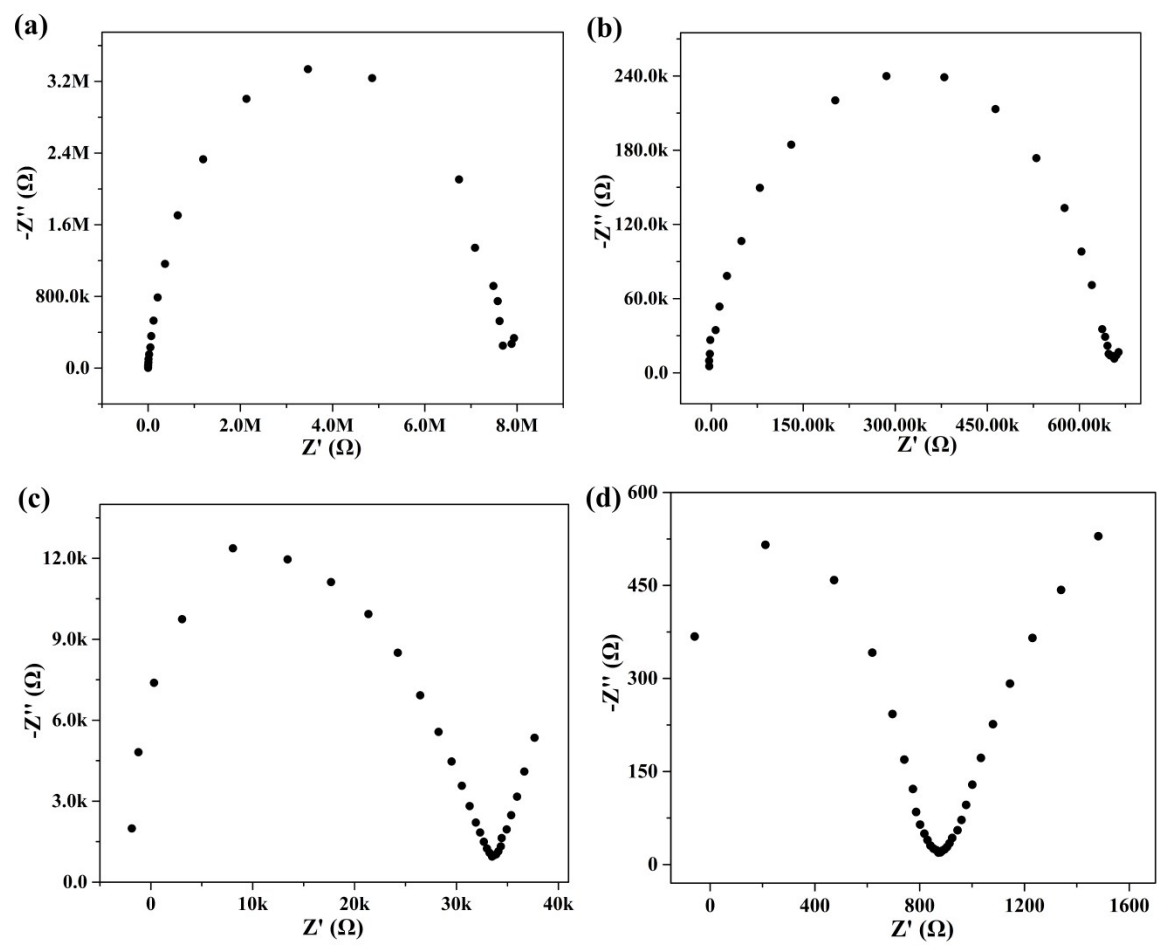 (a)
-Z'' (Ω)
3.2M
2.4M
1.6M
800.0k
0.0
0.0 2.0M 4.0M 6.0M 8.0M
Z' (Ω)
(b)
-Z'' (Ω)
240.0k
180.0k
120.0k
60.0k
0.0
0.00 150.00k 300.00k 450.00k 600.00k
Z' (Ω)
(c)
-Z'' (Ω)
12.0k
9.0k
6.0k
3.0k
0.0
0 10k 20k 30k 40k
Z' (Ω)
(d)
-Z'' (Ω)
600
450
300
150
0
0 400 800 1200 1600
Z' (Ω)